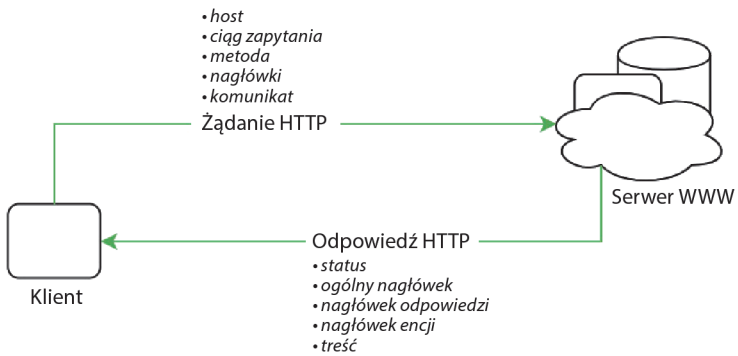 • host
• ciąg zapytania
• metoda
• nagłówki
• komunikat
Żądanie HTTP
Serwer WWW
Odpowiedź HTTP
• status
• ogólny nagłówek
• nagłówek odpowiedzi
• nagłówek encji
• treść
Klient